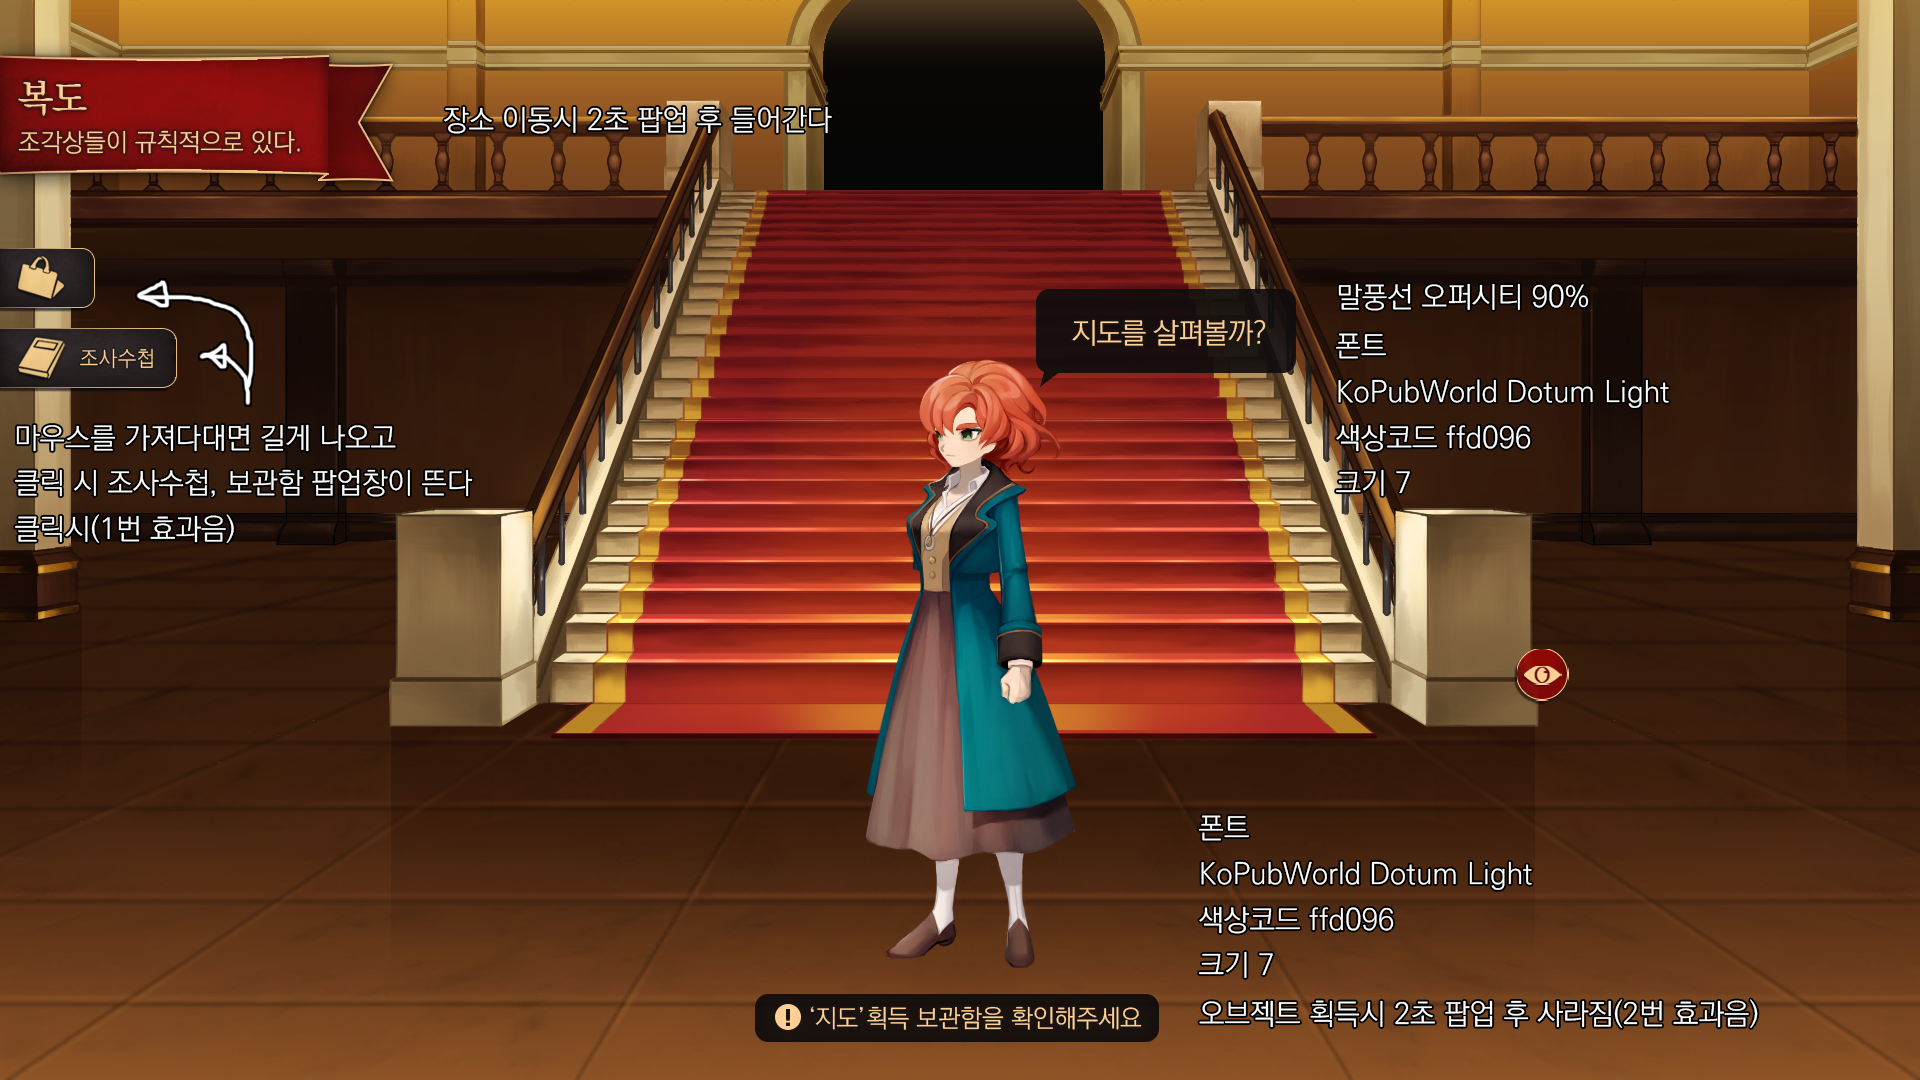 복도
조각상들이 규칙적으로 있다.
장소 이동시 2초 팝업 후 들어간다
조사수첩
마우스를 가져다대면 길게 나오고
클릭 시 조사수첩, 보관함 팝업창이 뜬다
클릭시(1번 효과음)
지도를 살펴볼까?
말풍선 오퍼시티 90%
폰트
KoPubWorld Dotum Light
색상코드 ffd096
크기 7
폰트
KoPubWorld Dotum Light
색상코드 ffd096
크기 7
오브젝트 획득시 2초 팝업 후 사라짐(2번 효과음)
! ‘지도’획득 보관함을 확인해주세요